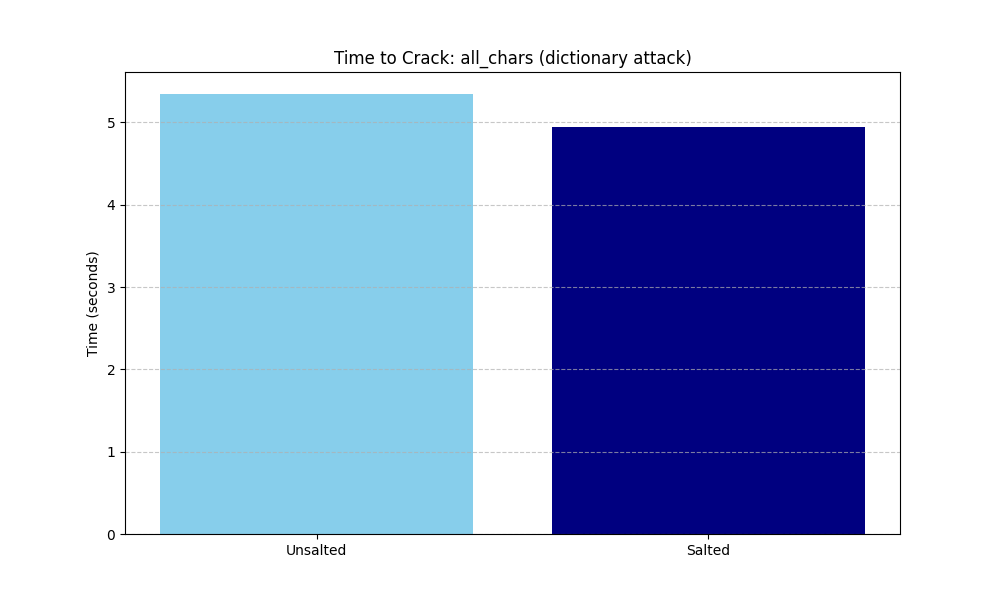 Time to Crack: all_chars (dictionary attack)
Time (seconds)
5
4
3
2
1
0
Unsalted Salted